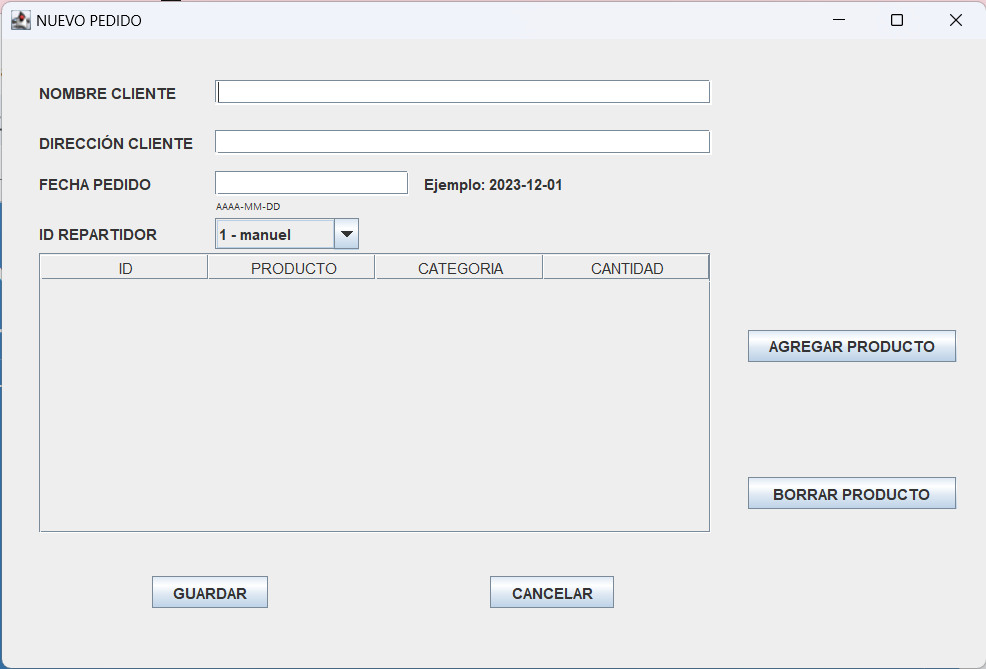 NUEVO PEDIDO
NOMBRE CLIENTE
DIRECCIÓN CLIENTE
FECHA PEDIDO Ejemplo: 2023-12-01
AAAA-MM-DD
ID REPARTIDOR 1 - manuel
ID PRODUCTO CATEGORIA CANTIDAD
AGREGAR PRODUCTO
BORRAR PRODUCTO
GUARDAR CANCELAR